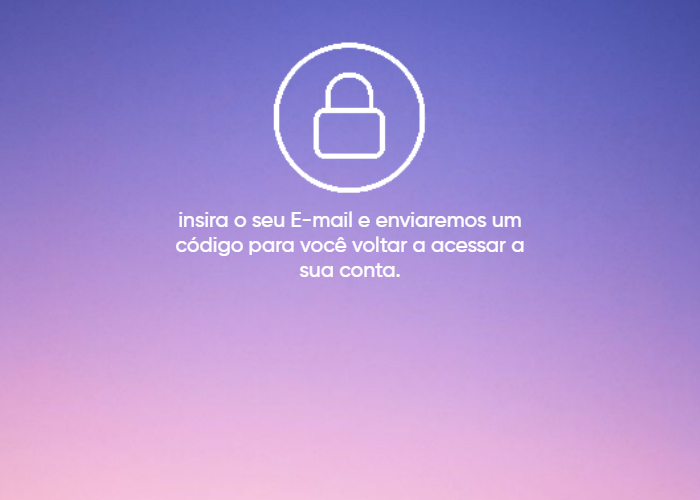 insira o seu E-mail e enviaremos um
código para você voltar a acessar a
sua conta.